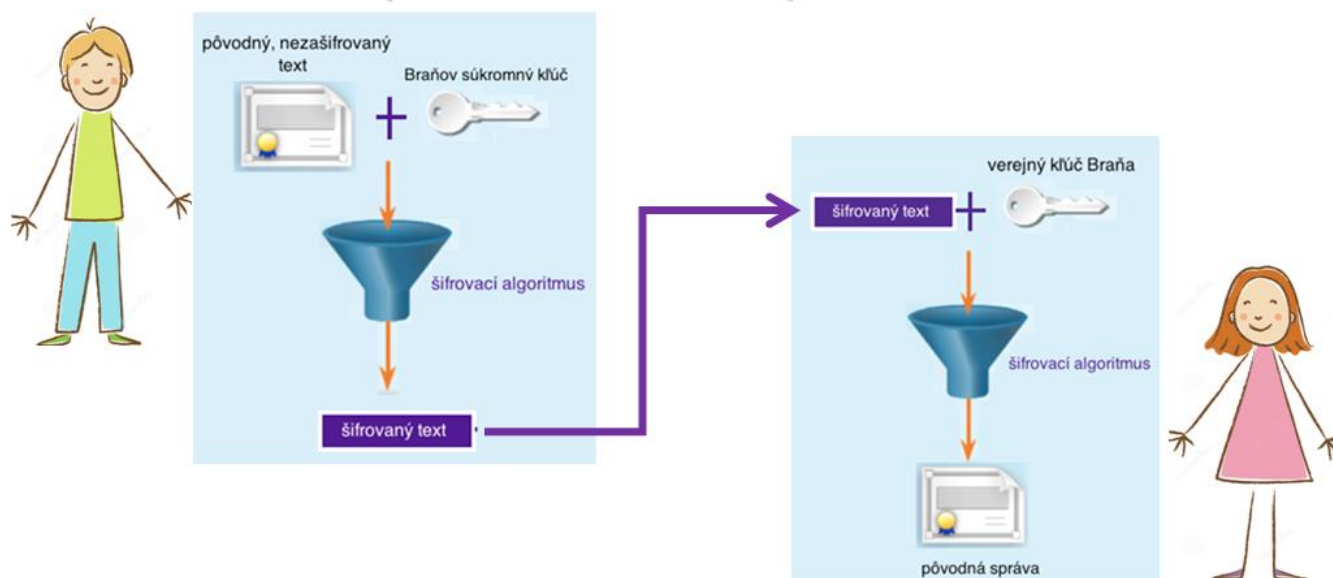 pôvodný, nezašifrovaný
text
Braňov súkromný kľúč
+
šifrovací algoritmus
šifrovaný text
verejný kľúč Braňa
šifrovaný text
+
šifrovací algoritmus
pôvodná správa